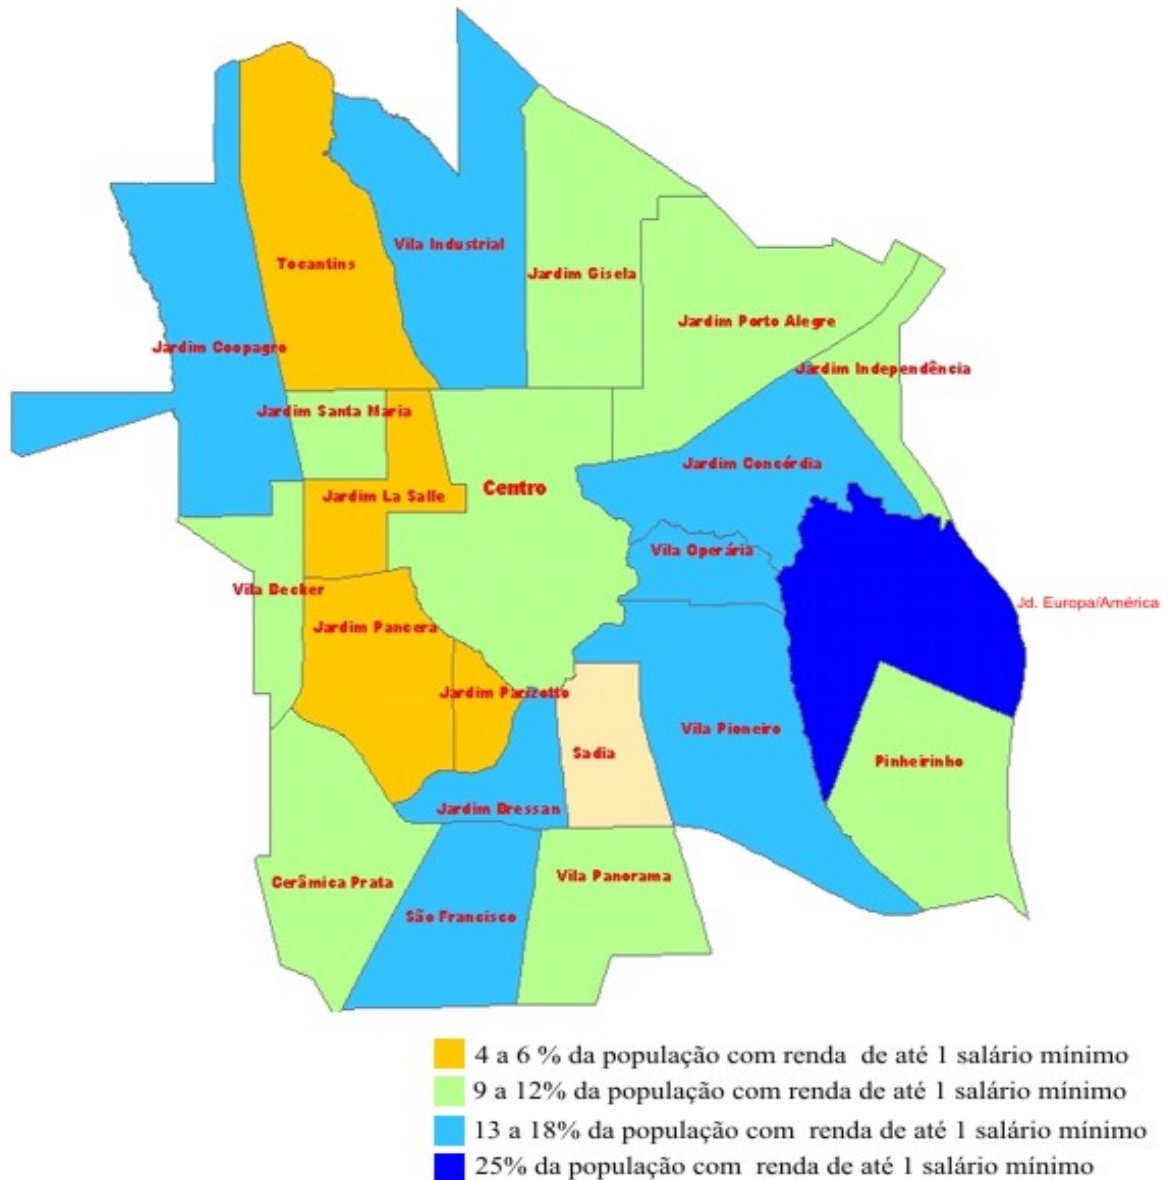 Tocantins
Vila Industrial
Jardim Gisela
Jardim Porto Alegre
Jardim Coopagro
Jardim Independência
Jardim Santa Maria
Jardim Concórdia
Centro
Jardim La Salle
Vila Operária
Vila Becker
Jd. Europa/América
Jardim Pancera
Jardim Parizotto
Vila Pioneiro
Sadia
Pinheirinho
Jardim Bressan
Vila Panorama
Cerâmica Prata
São Francisco
4 a 6 % da população com renda de até 1 salário mínimo
9 a 12% da população com renda de até 1 salário mínimo
13 a 18% da população com renda de até 1 salário mínimo
25% da população com renda de até 1 salário mínimo